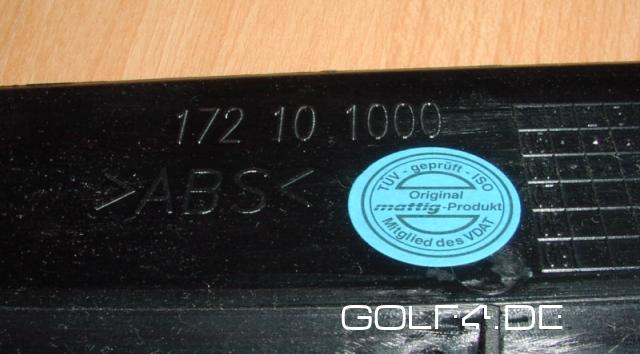 172 10 1000
>ABS<
TÜV - geprüft - ISO
Original
mattig-Produkt
Mitglied des VDAT
GOLF4.DE